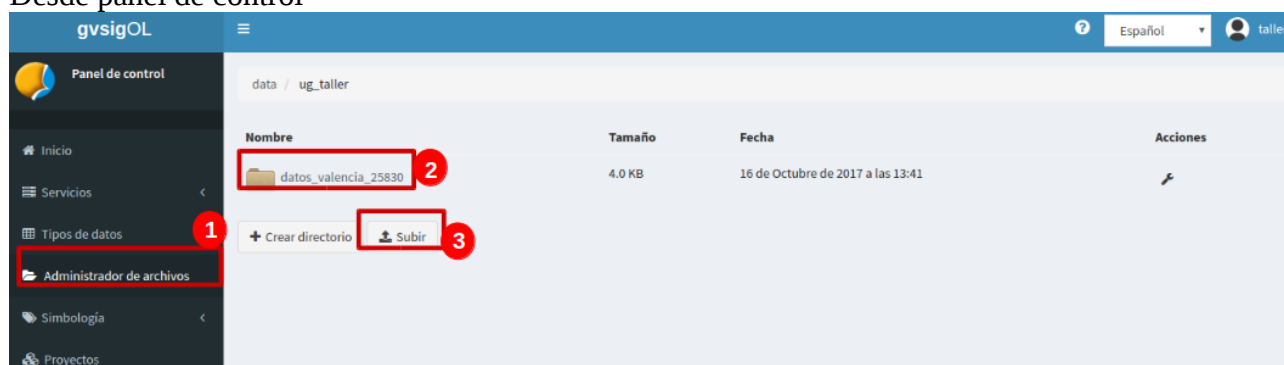 Desde panel de control
gvsigOL
Español
talle
Panel de control
data / ug_taller
Nombre Tamaño Fecha Acciones
Inicio
datos_valencia_25830 2 4.0 KB 16 de Octubre de 2017 a las 13:41
Servicios
Tipos de datos 1
Crear directorio Subir 3
Administrador de archivos
Simbología
Proyectos